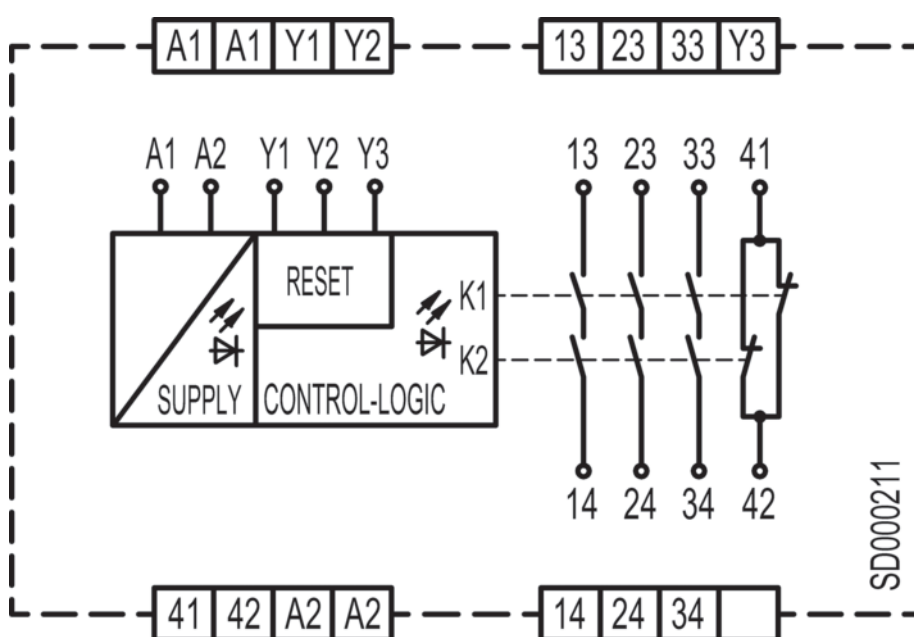 A1 A1 Y1 Y2 13 23 33 Y3
A1 A2 Y1 Y2 Y3 13 23 33 41
RESET
K1
K2
SUPPLY CONTROL-LOGIC
14 24 34 42
SD000211
41 42 A2 A2 14 24 34